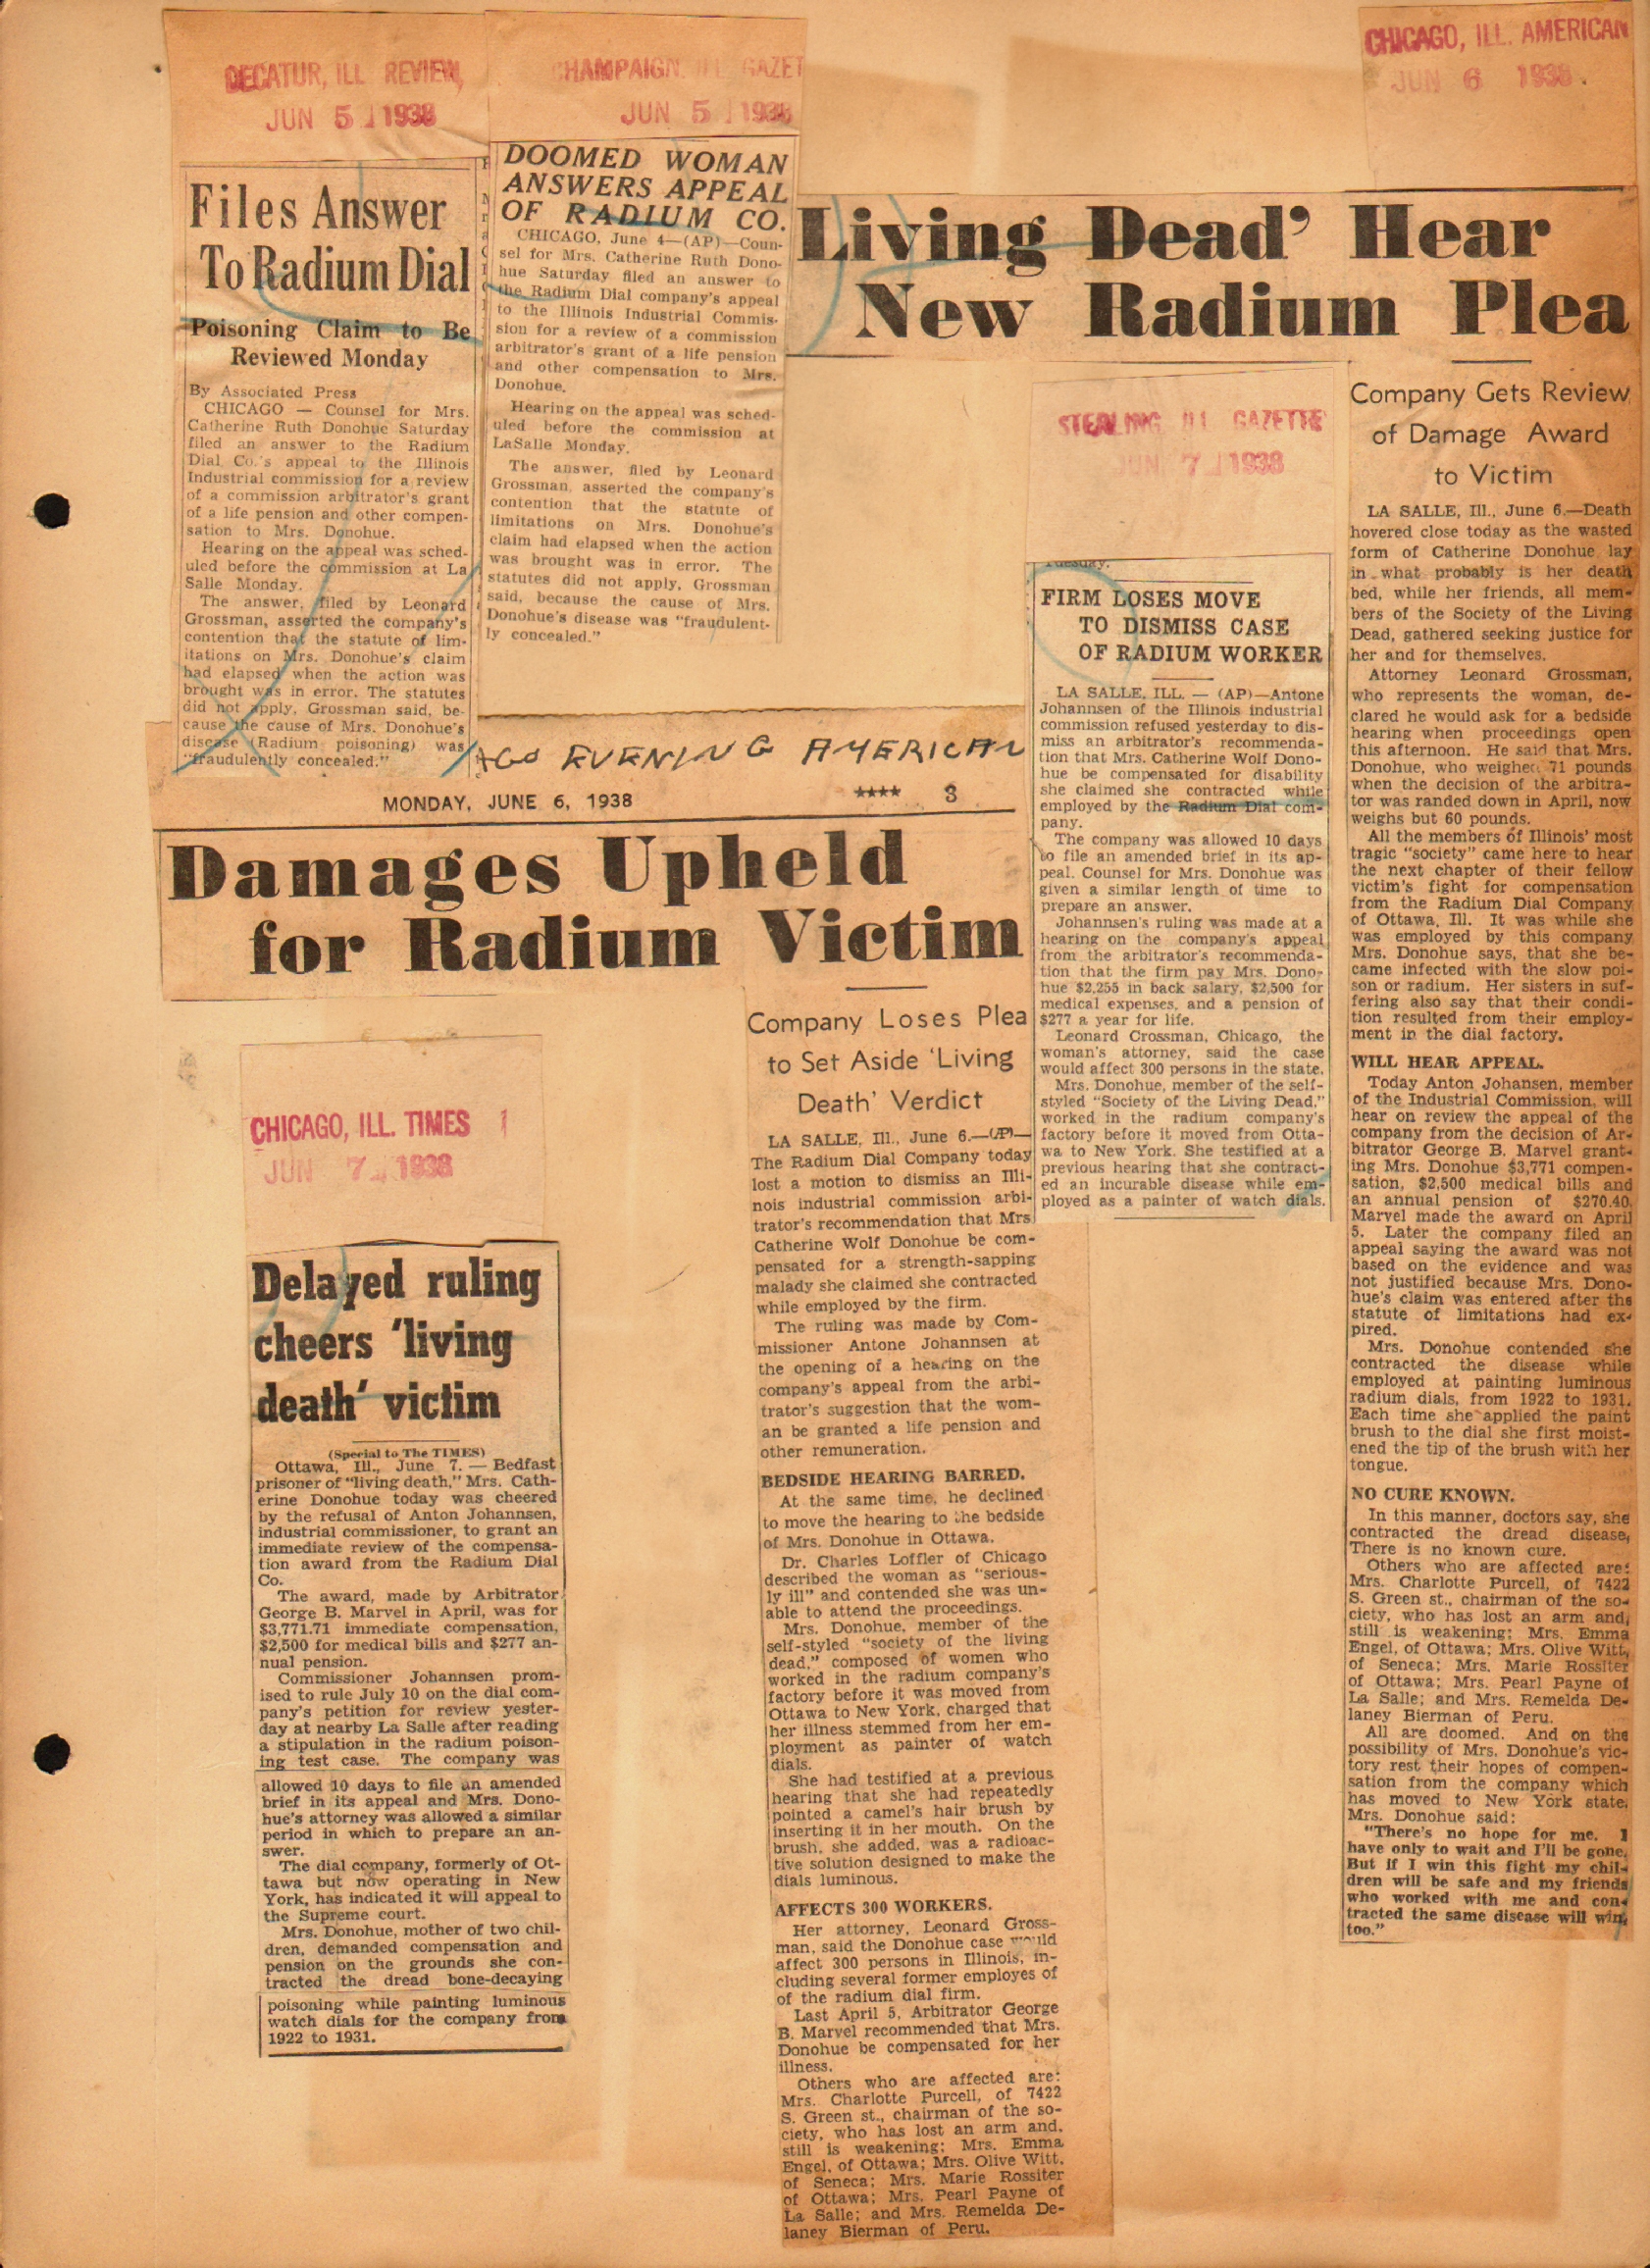 DECATUR, ILL REVIEW,
JUN 5 1938
Files Answer
To Radium Dial
Poisoning Claim to Be
Reviewed Monday
By Associated Press
CHICAGO — Counsel for Mrs.
Catherine Ruth Donohue Saturday
filed an answer to the Radium
Dial Co.'s appeal to the Illinois
Industrial commission for a review
of a commission arbitrator's grant
of a life pension and other compen-
sation to Mrs. Donohue.
Hearing on the appeal was sched-
uled before the commission at La
Salle Monday.
The answer, filed by Leonard
Grossman, asserted the company's
contention that the statute of lim-
itations on Mrs. Donohue's claim
had elapsed when the action was
brought was in error. The statutes
did not apply, Grossman said, be-
cause the cause of Mrs. Donohue's
disease (Radium poisoning) was
"fraudulently concealed."
CHAMPAIGN, ILL GAZET
JUN 5 1938
DOOMED WOMAN
ANSWERS APPEAL
OF RADIUM CO.
CHICAGO, June 4—(AP)—Coun-
sel for Mrs. Catherine Ruth Dono-
hue Saturday filed an answer to
the Radium Dial company's appeal
to the Illinois Industrial Commis-
sion for a review of a commission
arbitrator's grant of a life pension
and other compensation to Mrs.
Donohue.
Hearing on the appeal was sched-
uled before the commission at
LaSalle Monday.
The answer, filed by Leonard
Grossman, asserted the company's
contention that the statute of
limitations on Mrs. Donohue's
claim had elapsed when the action
was brought was in error. The
statutes did not apply, Grossman
said, because the cause of Mrs.
Donohue's disease was "fraudulent-
ly concealed."
CHICAGO, ILL. AMERICAN
JUN 6 1938
Living Dead' Hear
New Radium Plea
Company Gets Review
of Damage Award
to Victim
LA SALLE, Ill., June 6.—Death
hovered close today as the wasted
form of Catherine Donohue lay
in what probably is her death
bed, while her friends, all mem-
bers of the Society of the Living
Dead, gathered seeking justice for
her and for themselves.
Attorney Leonard Grossman,
who represents the woman, de-
clared he would ask for a bedside
hearing when proceedings open
this afternoon. He said that Mrs.
Donohue, who weighed 71 pounds
when the decision of the arbitra-
tor was randed down in April, now
weighs but 60 pounds.
All the members of Illinois' most
tragic "society" came here to hear
the next chapter of their fellow
victim's fight for compensation
from the Radium Dial Company
of Ottawa, Ill. It was while she
was employed by this company
Mrs. Donohue says, that she be-
came infected with the slow poi-
son or radium. Her sisters in suf-
fering also say that their condi-
tion resulted from their employ-
ment in the dial factory.
WILL HEAR APPEAL.
Today Anton Johansen, member
of the Industrial Commission, will
hear on review the appeal of the
company from the decision of Ar-
bitrator George B. Marvel grant-
ing Mrs. Donohue $3,771 compen-
sation, $2,500 medical bills and
an annual pension of $270.40.
Marvel made the award on April
5. Later the company filed an
appeal saying the award was not
based on the evidence and was
not justified because Mrs. Dono-
hue's claim was entered after the
statute of limitations had ex-
pired.
Mrs. Donohue contended she
contracted the disease while
employed at painting luminous
radium dials, from 1922 to 1931.
Each time she applied the paint
brush to the dial she first moist-
ened the tip of the brush with her
tongue.
NO CURE KNOWN.
In this manner, doctors say, she
contracted the dread disease,
There is no known cure.
Others who are affected are:
Mrs. Charlotte Purcell, of 7422
S. Green st., chairman of the so-
ciety, who has lost an arm and,
still is weakening; Mrs. Emma
Engel, of Ottawa; Mrs. Olive Witt,
of Seneca; Mrs. Marie Rossiter
of Ottawa; Mrs. Pearl Payne of
La Salle; and Mrs. Remelda De-
laney Bierman of Peru.
All are doomed. And on the
possibility of Mrs. Donohue's vic-
tory rest their hopes of compen-
sation from the company which
has moved to New York state.
Mrs. Donohue said:
"There's no hope for me. I
have only to wait and I'll be gone.
But if I win this fight my chil-
dren will be safe and my friends
who worked with me and con-
tracted the same disease will win,
too."
STERLING ILL GAZETTE
JUN 7 1938
Tuesday.
FIRM LOSES MOVE
TO DISMISS CASE
OF RADIUM WORKER
LA SALLE, ILL. — (AP)—Antone
Johannsen of the Illinois industrial
commission refused yesterday to dis-
miss an arbitrator's recommenda-
tion that Mrs. Catherine Wolf Dono-
hue be compensated for disability
she claimed she contracted while
employed by the Radium Dial com-
pany.
The company was allowed 10 days
to file an amended brief in its ap-
peal. Counsel for Mrs. Donohue was
given a similar length of time to
prepare an answer.
Johannsen's ruling was made at a
hearing on the company's appeal
from the arbitrator's recommenda-
tion that the firm pay Mrs. Dono-
hue $2,255 in back salary, $2,500 for
medical expenses, and a pension of
$277 a year for life.
Leonard Crossman, Chicago, the
woman's attorney, said the case
would affect 300 persons in the state.
Mrs. Donohue, member of the self-
styled "Society of the Living Dead,"
worked in the radium company's
factory before it moved from Otta-
wa to New York. She testified at a
previous hearing that she contract-
ed an incurable disease while em-
ployed as a painter of watch dials.
AGO EVENING AMERICAN
MONDAY, JUNE 6, 1938 **** 3
Damages Upheld
for Radium Victim
Company Loses Plea
to Set Aside 'Living
Death' Verdict
LA SALLE, Ill., June 6.—(AP)—
The Radium Dial Company today
lost a motion to dismiss an Illi-
nois industrial commission arbi-
trator's recommendation that Mrs
Catherine Wolf Donohue be com-
pensated for a strength-sapping
malady she claimed she contracted
while employed by the firm.
The ruling was made by Com-
missioner Antone Johannsen at
the opening of a hearing on the
company's appeal from the arbi-
trator's suggestion that the wom-
an be granted a life pension and
other remuneration.
BEDSIDE HEARING BARRED.
At the same time, he declined
to move the hearing to the bedside
of Mrs. Donohue in Ottawa.
Dr. Charles Loffler of Chicago
described the woman as "serious-
ly ill" and contended she was un-
able to attend the proceedings.
Mrs. Donohue, member of the
self-styled "society of the living
dead," composed of women who
worked in the radium company's
factory before it was moved from
Ottawa to New York, charged that
her illness stemmed from her em-
ployment as painter of watch
dials.
She had testified at a previous
hearing that she had repeatedly
pointed a camel's hair brush by
inserting it in her mouth. On the
brush, she added, was a radioac-
tive solution designed to make the
dials luminous.
AFFECTS 300 WORKERS.
Her attorney, Leonard Gross-
man, said the Donohue case would
affect 300 persons in Illinois, in-
cluding several former employes of
of the radium dial firm.
Last April 5, Arbitrator George
B. Marvel recommended that Mrs.
Donohue be compensated for her
illness.
Others who are affected are:
Mrs. Charlotte Purcell, of 7422
S. Green st., chairman of the so-
ciety, who has lost an arm and,
still is weakening; Mrs. Emma
Engel, of Ottawa; Mrs. Olive Witt,
of Seneca; Mrs. Marie Rossiter
of Ottawa; Mrs. Pearl Payne of
La Salle; and Mrs. Remelda De-
laney Bierman of Peru.
CHICAGO, ILL. TIMES 1
JUN 7 1938
Delayed ruling
cheers 'living
death' victim
(Special to The TIMES)
Ottawa, Ill., June 7. — Bedfast
prisoner of "living death," Mrs. Cath-
erine Donohue today was cheered
by the refusal of Anton Johannsen,
industrial commissioner, to grant an
immediate review of the compensa-
tion award from the Radium Dial
Co.
The award, made by Arbitrator
George B. Marvel in April, was for
$3,771.71 immediate compensation,
$2,500 for medical bills and $277 an-
nual pension.
Commissioner Johannsen prom-
ised to rule July 10 on the dial com-
pany's petition for review yester-
day at nearby La Salle after reading
a stipulation in the radium poison-
ing test case. The company was
allowed 10 days to file an amended
brief in its appeal and Mrs. Dono-
hue's attorney was allowed a similar
period in which to prepare an an-
swer.
The dial company, formerly of Ot-
tawa but now operating in New
York, has indicated it will appeal to
the Supreme court.
Mrs. Donohue, mother of two chil-
dren, demanded compensation and
pension on the grounds she con-
tracted the dread bone-decaying
poisoning while painting luminous
watch dials for the company from
1922 to 1931.